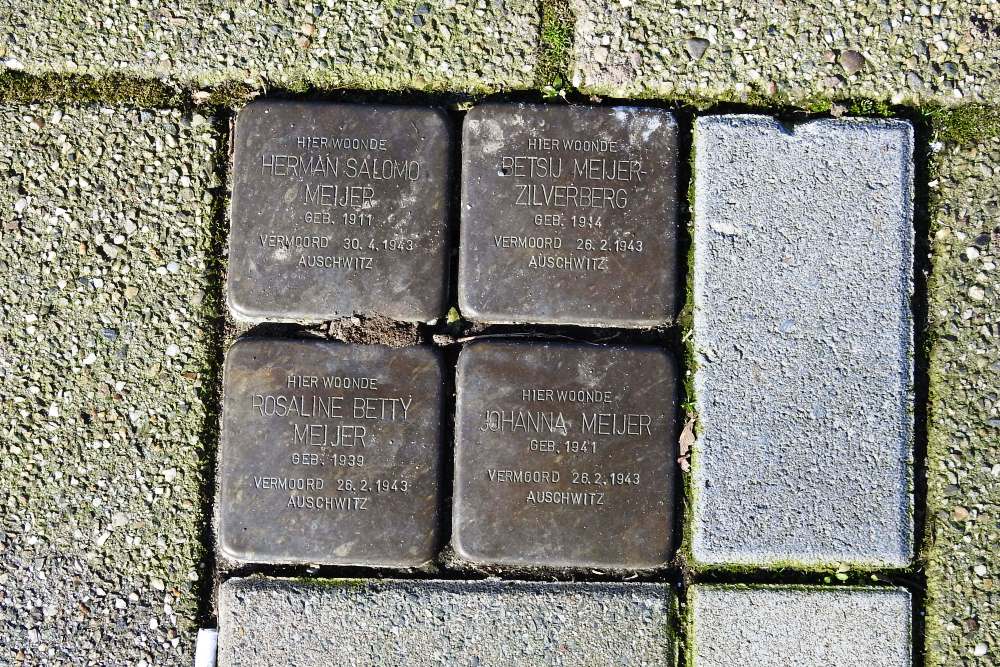 HIER WOONDE
HERMAN SALOMO
MEIJER
GEB. 1911
VERMOORD 30.4.1943
AUSCHWITZ
HIER WOONDE
BETSIJ MEIJER-
ZILVERBERG
GEB. 1914
VERMOORD 26.2.1943
AUSCHWITZ
HIER WOONDE
ROSALINE BETTY
MEIJER
GEB. 1939
VERMOORD 26.2.1943
AUSCHWITZ
HIER WOONDE
JOHANNA MEIJER
GEB. 1941
VERMOORD 26.2.1943
AUSCHWITZ